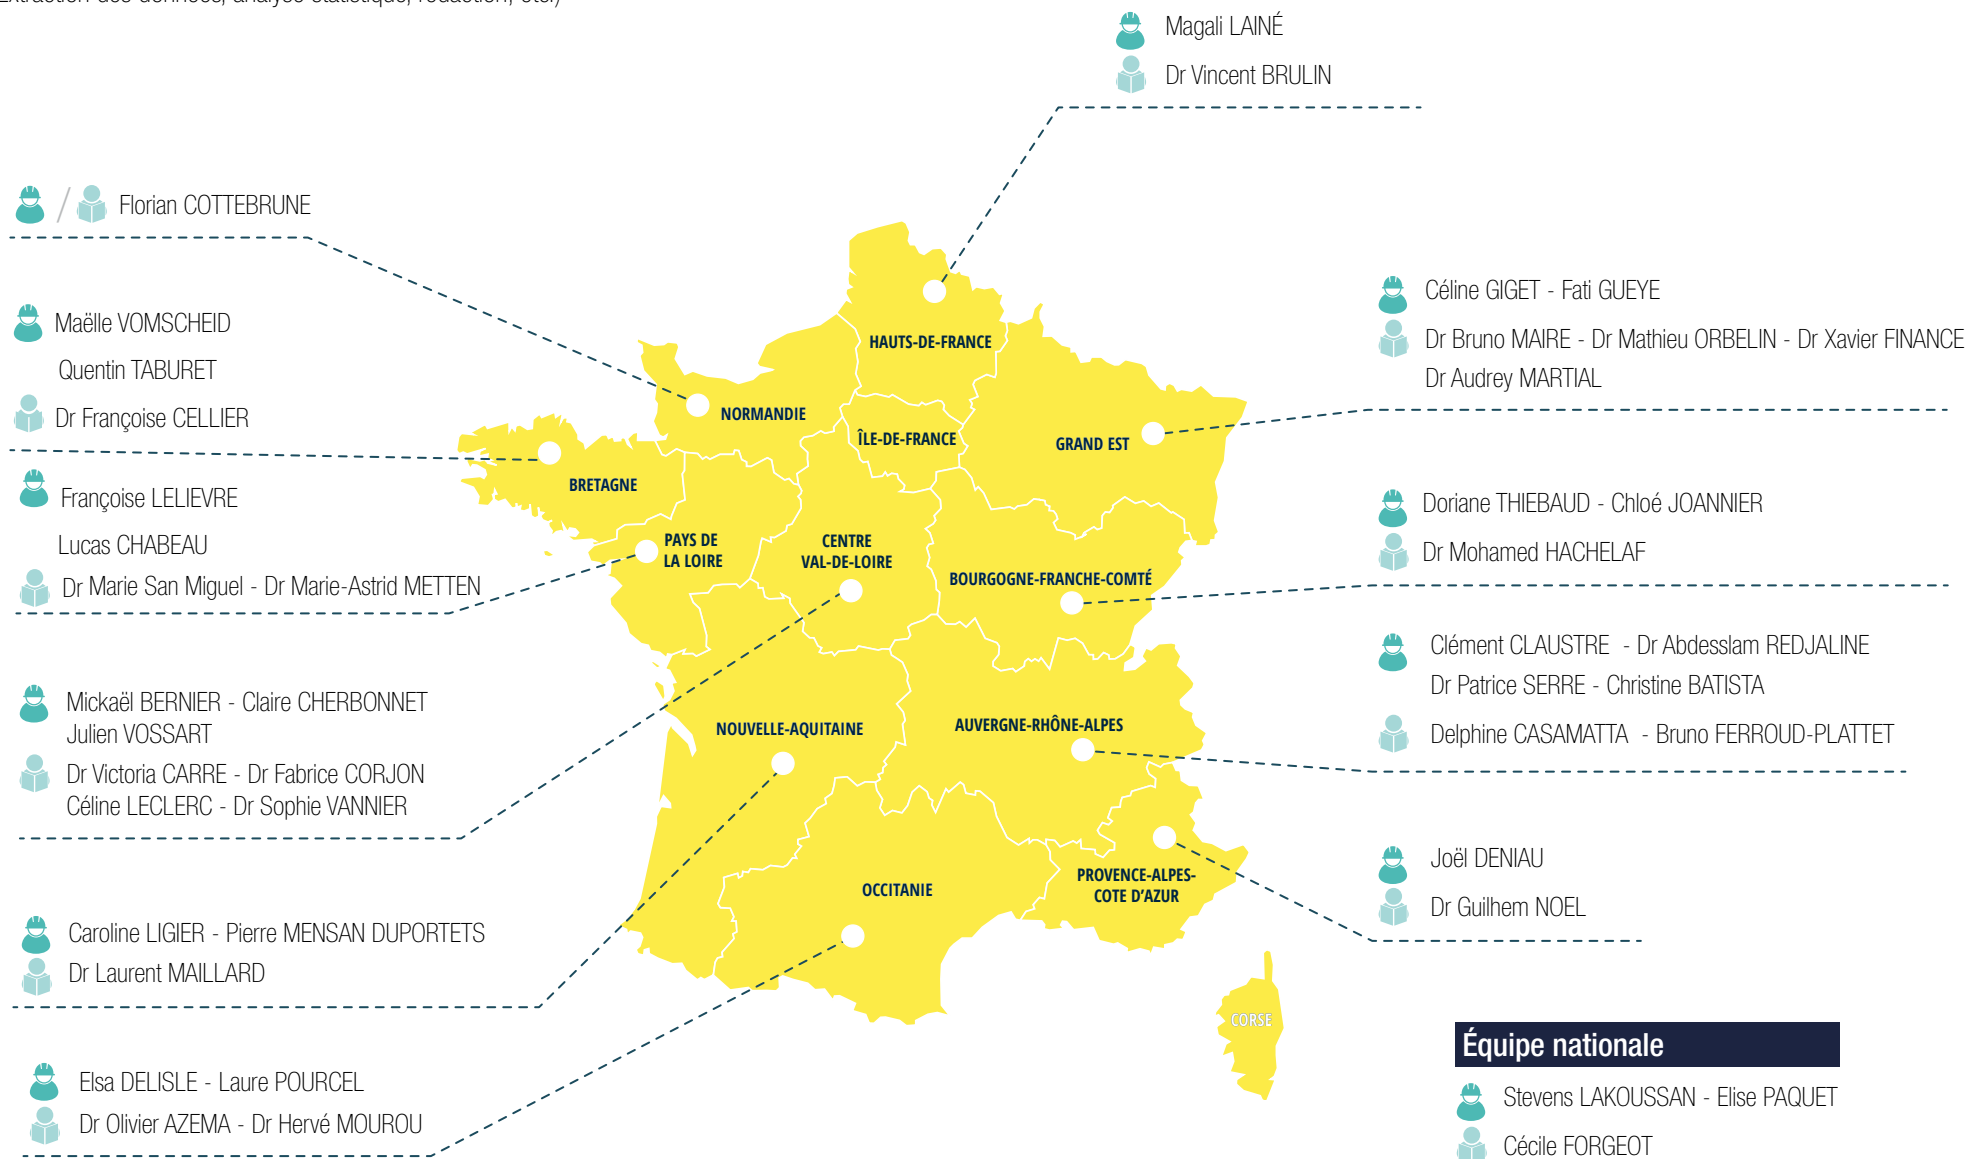 Extraction des données, analyse statistique, rédaction, etc.)
Magali LAINÉ
Dr Vincent BRULIN
/ Florian COTTEBRUNE
Maëlle VOMSCHEID
Quentin TABURET
Dr Françoise CELLIER
Françoise LELIEVRE
Lucas CHABEAU
Dr Marie San Miguel - Dr Marie-Astrid METTEN
Mickaël BERNIER - Claire CHERBONNET
Julien VOSSART
Dr Victoria CARRE - Dr Fabrice CORJON
Céline LECLERC - Dr Sophie VANNIER
Caroline LIGIER - Pierre MENSAN DUPORTETS
Dr Laurent MAILLARD
Elsa DELISLE - Laure POURCEL
Dr Olivier AZEMA - Dr Hervé MOUROU
HAUTS-DE-FRANCE
NORMANDIE
ÎLE-DE-FRANCE
GRAND EST
BRETAGNE
PAYS DE
LA LOIRE
CENTRE
VAL-DE-LOIRE
BOURGOGNE-FRANCHE-COMTÉ
NOUVELLE-AQUITAINE
AUVERGNE-RHÔNE-ALPES
OCCITANIE
PROVENCE-ALPES-
COTE D'AZUR
CORSE
Céline GIGET - Fati GUEYE
Dr Bruno MAIRE - Dr Mathieu ORBELIN - Dr Xavier FINANCE
Dr Audrey MARTIAL
Doriane THIEBAUD - Chloé JOANNIER
Dr Mohamed HACHELAF
Clément CLAUSTRE - Dr Abdesslam REDJALINE
Dr Patrice SERRE - Christine BATISTA
Delphine CASAMATTA - Bruno FERROUD-PLATTET
Joël DENIAU
Dr Guilhem NOEL
Équipe nationale
Stevens LAKOUSSAN - Elise PAQUET
Cécile FORGEOT